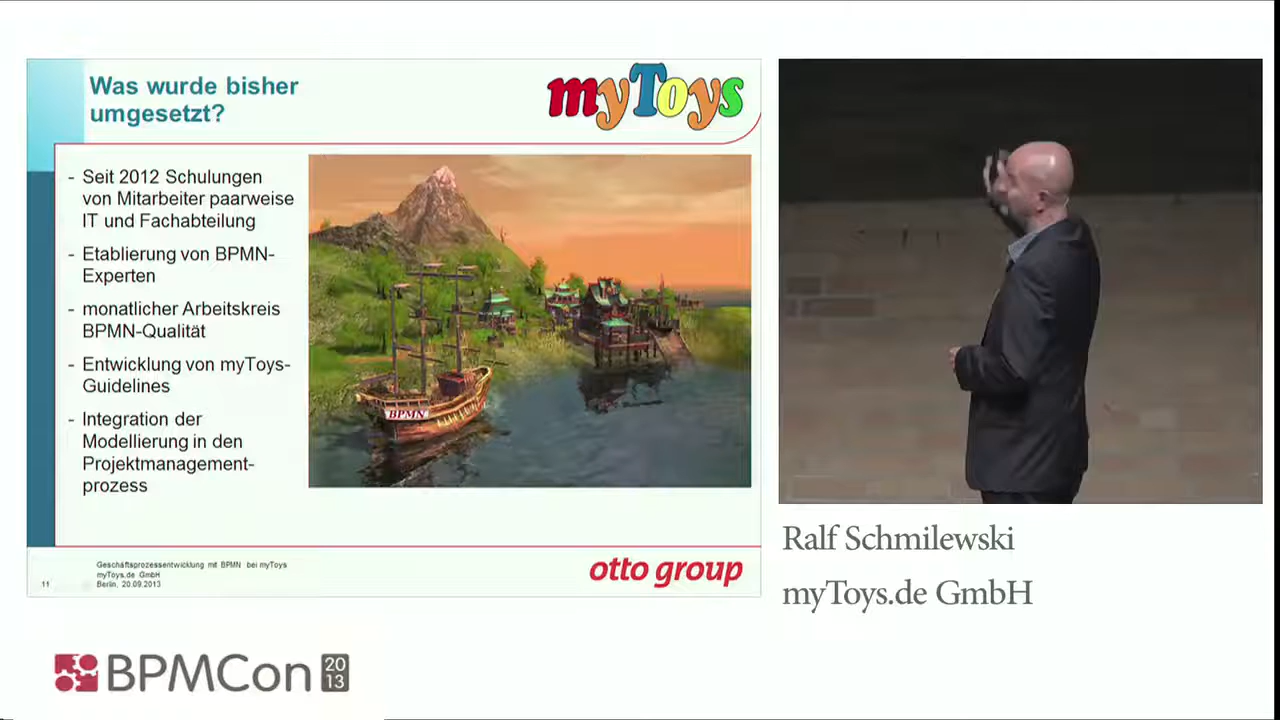 Was wurde bisher
umgesetzt?
myToys
- Seit 2012 Schulungen
von Mitarbeiter paarweise
IT und Fachabteilung
- Etablierung von BPMN-
Experten
- monatlicher Arbeitskreis
BPMN-Qualität
- Entwicklung von myToys-
Guidelines
- Integration der
Modellierung in den
Projektmanagement-
prozess
BPMN
Geschäftsprozessentwicklung mit BPMN bei myToys
myToys.de GmbH
11 Berlin, 20.09.2013
otto group
Ralf Schmilewski
myToys.de GmbH
BPMCon 20
13